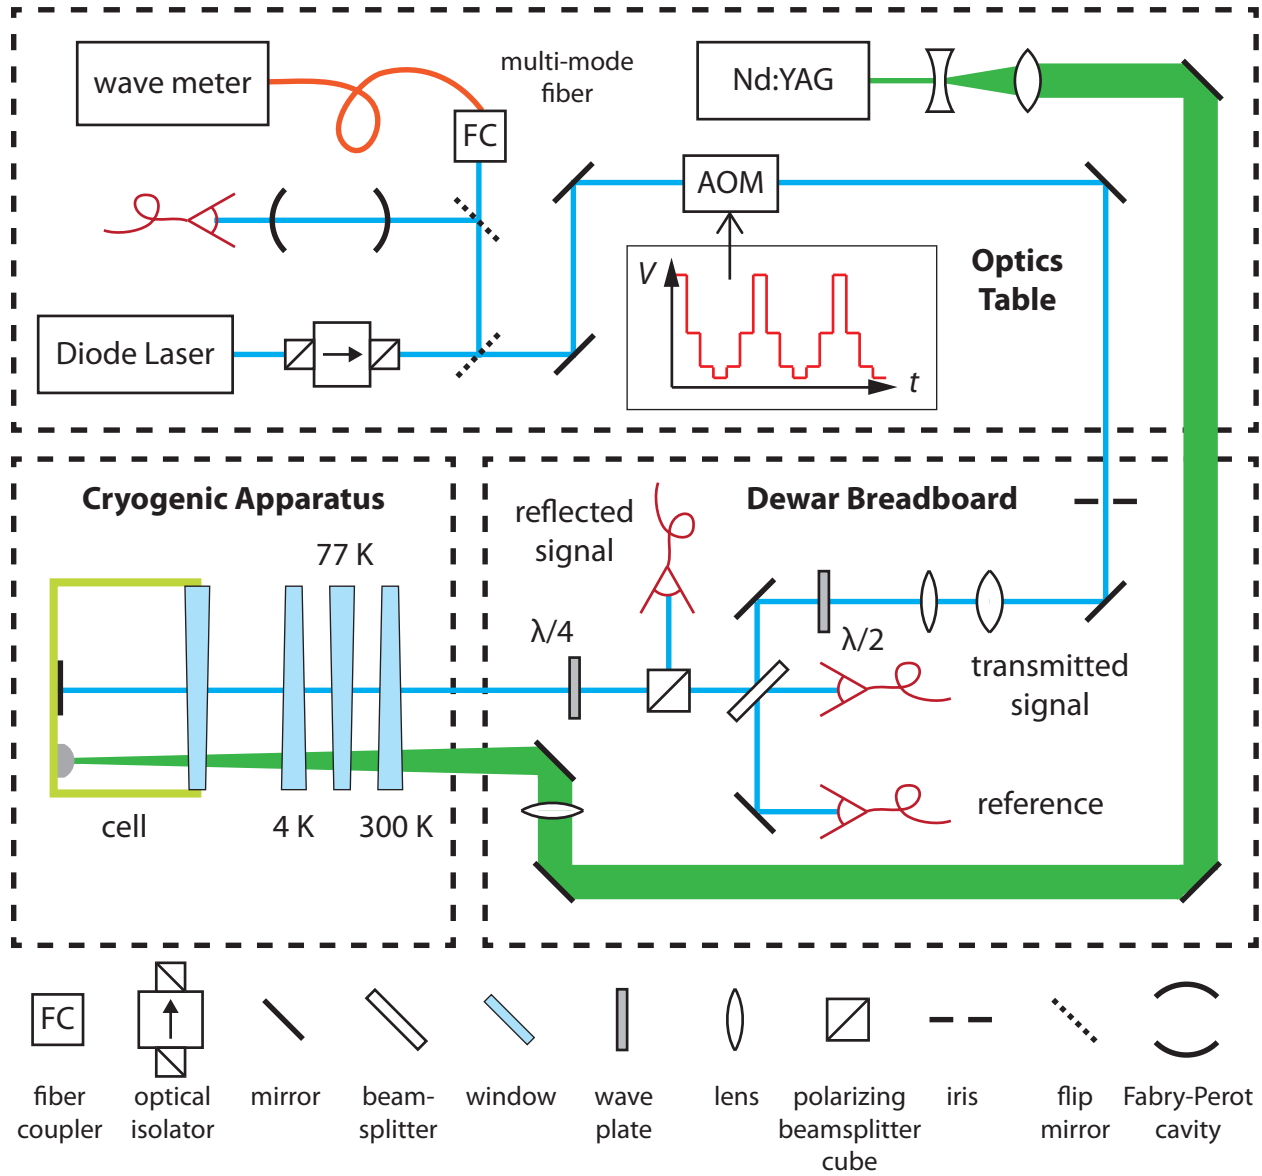 wave meter
multi-mode
fiber
Nd:YAG
FC
AOM
V
t
Optics
Table
Diode Laser
Cryogenic Apparatus
77 K
cell
4 K
300 K
Dewar Breadboard
reflected
signal
λ/4
λ/2
transmitted
signal
reference
FC
fiber
coupler
optical
isolator
mirror
beam-
splitter
window
wave
plate
lens
polarizing
beamsplitter
cube
iris
flip
mirror
Fabry-Perot
cavity